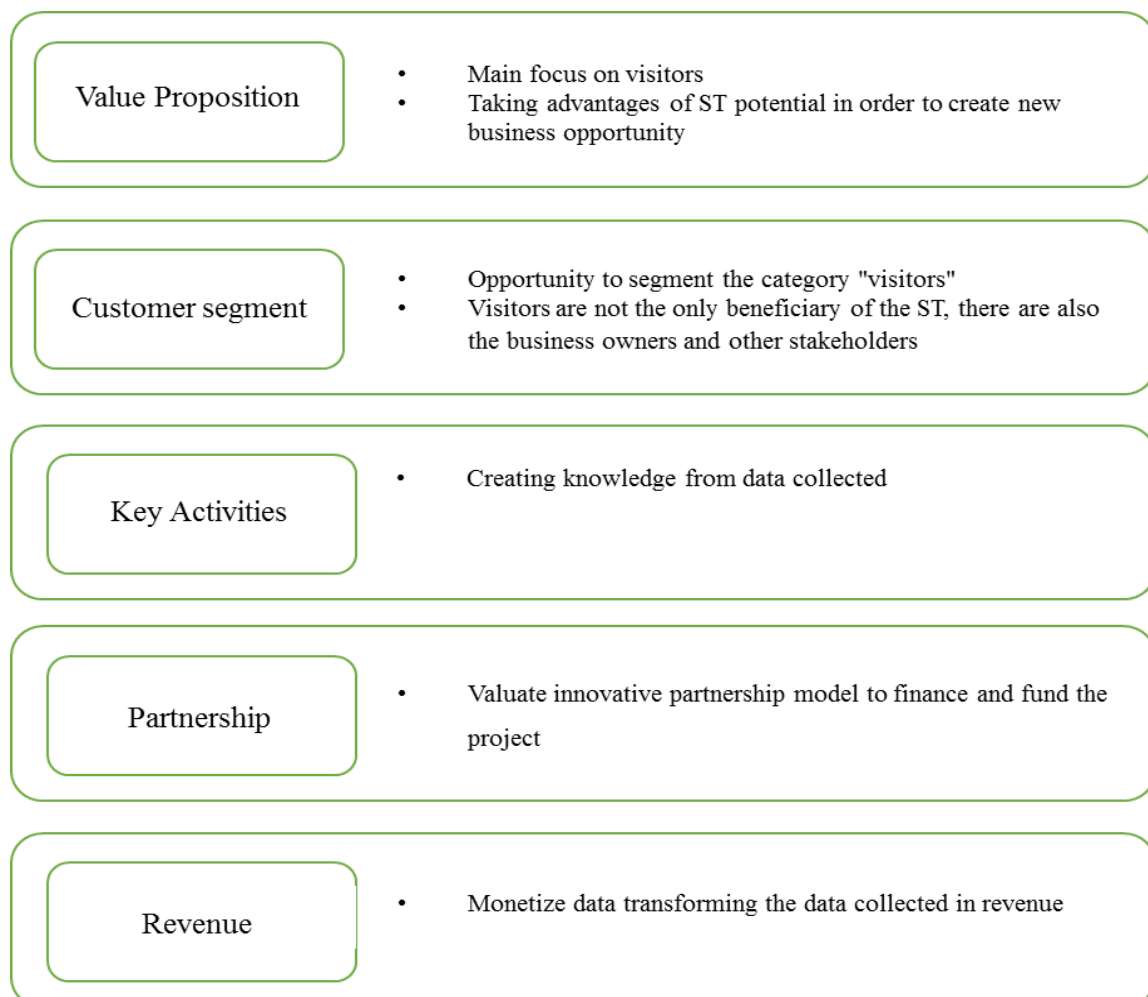 Value Proposition
• Main focus on visitors
• Taking advantages of ST potential in order to create new
business opportunity
Customer segment
• Opportunity to segment the category "visitors"
• Visitors are not the only beneficiary of the ST, there are also
the business owners and other stakeholders
Key Activities
• Creating knowledge from data collected
Partnership
• Valuate innovative partnership model to finance and fund the
project
Revenue
• Monetize data transforming the data collected in revenue